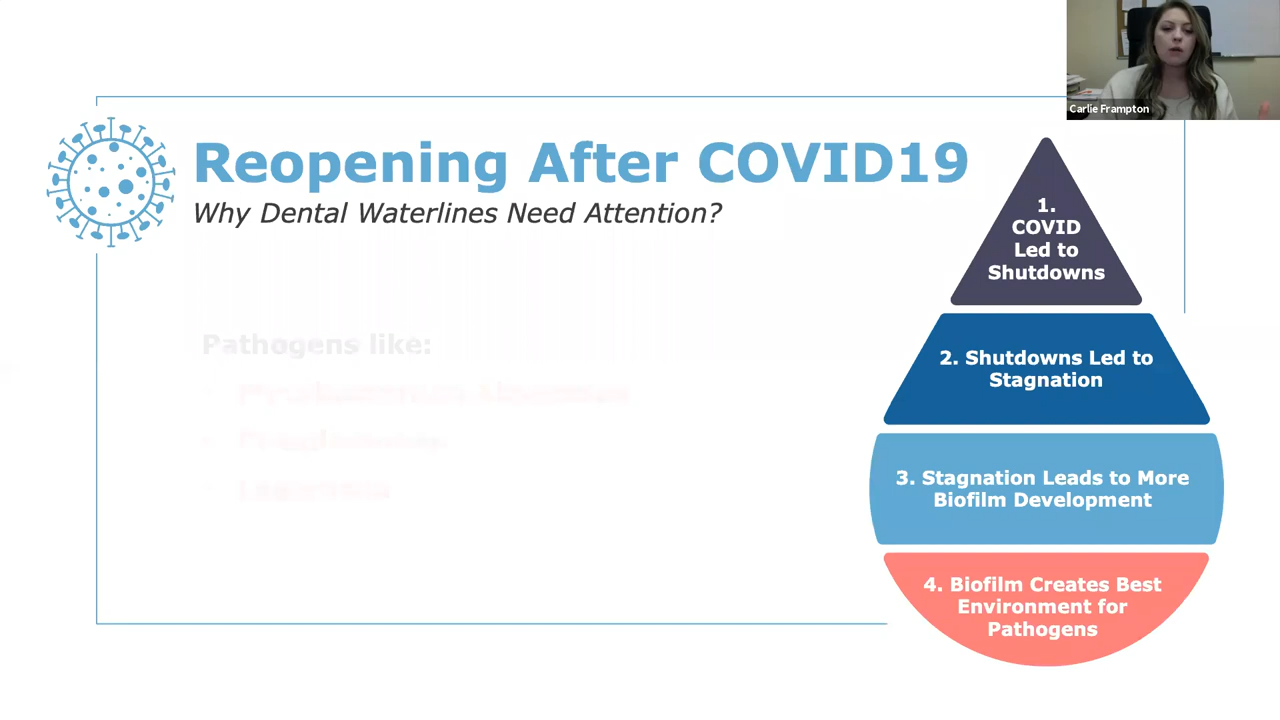 Carlie Frampton
Reopening After COVID19
Why Dental Waterlines Need Attention?
Pathogens like:
1.
COVID
Led to
Shutdowns
2. Shutdowns Led to
Stagnation
3. Stagnation Leads to More
Biofilm Development
4. Biofilm Creates Best
Environment for
Pathogens